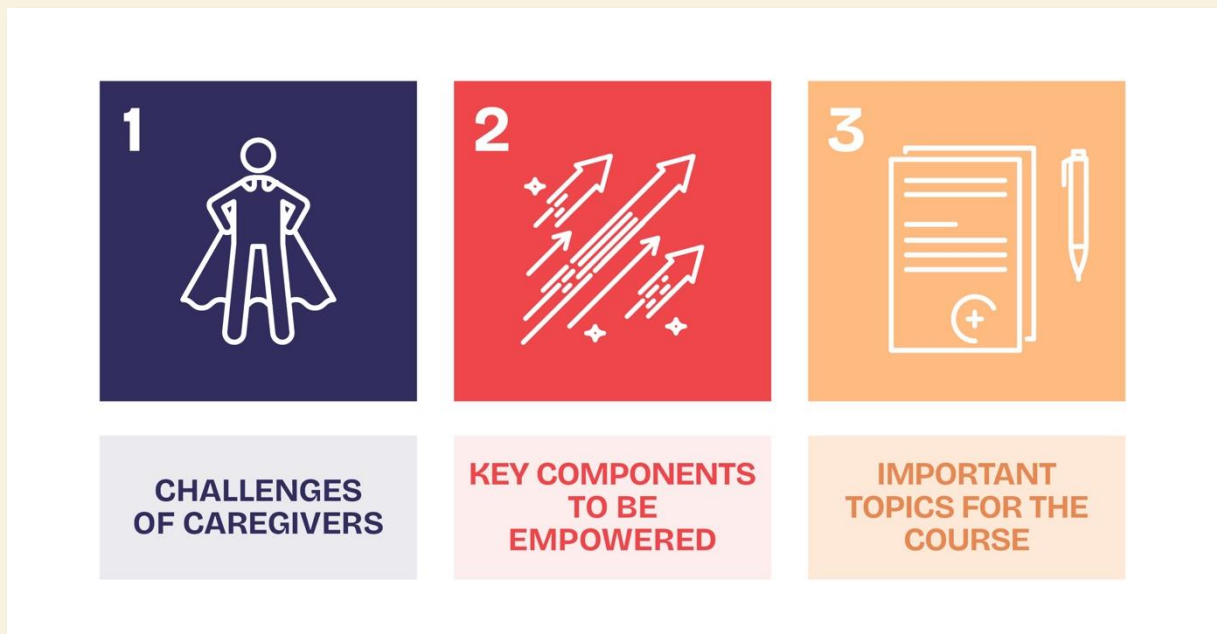 1
CHALLENGES
OF CAREGIVERS
2
KEY COMPONENTS
TO BE
EMPOWERED
3
IMPORTANT
TOPICS FOR THE
COURSE